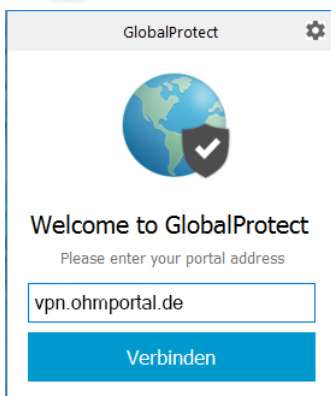 GlobalProtect
Welcome to GlobalProtect
Please enter your portal address
vpn.ohmportal.de
Verbinden